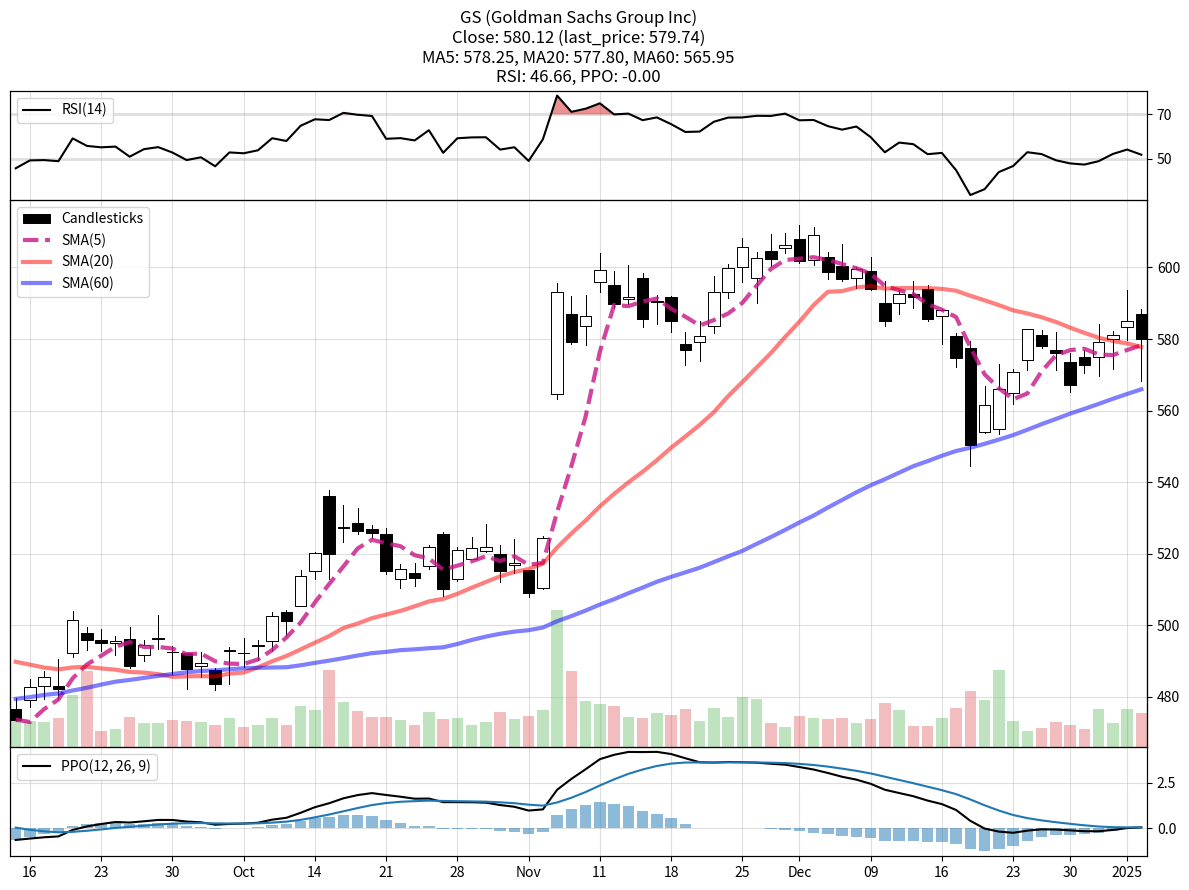 GS (Goldman Sachs Group Inc)
Close: 580.12 (last_price: 579.74)
MA5: 578.25, MA20: 577.80, MA60: 565.95
RSI: 46.66, PPO: -0.00
RSI(14)
70
50
Candlesticks
SMA(5)
SMA(20)
SMA(60)
600
580
560
540
520
500
480
PPO(12, 26, 9)
2.5
0.0
16 23 30 Oct 14 21 28 Nov 11 18 25 Dec 09 16 23 30 2025